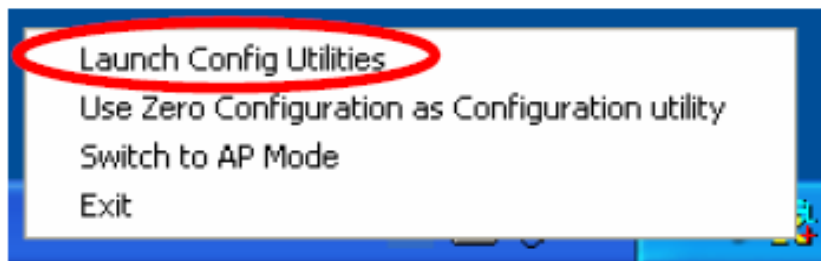 Launch Config Utilities
Use Zero Configuration as Configuration utility
Switch to AP Mode
Exit